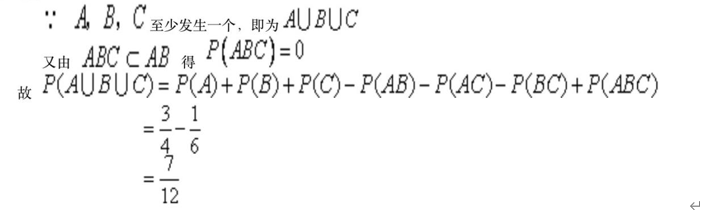 ∵ A, B, C 至少发生一个, 即为 A∪B∪C
又由 ABC⊂AB 得 P(ABC)=0
故 P(A∪B∪C)=P(A)+P(B)+P(C)−P(AB)−P(AC)−P(BC)+P(ABC)
=3/4−1/6
=7/12